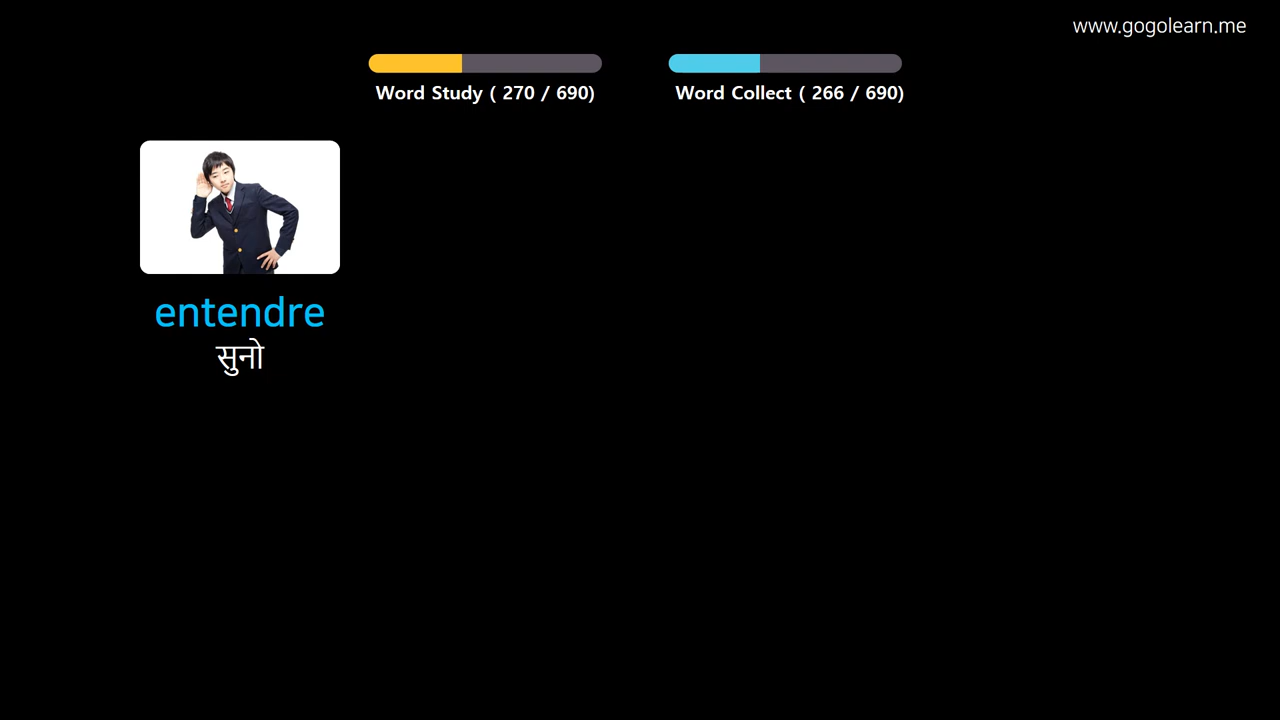 www.gogolearn.me
Word Study ( 270 / 690)
Word Collect ( 266 / 690)
entendre
सुनो